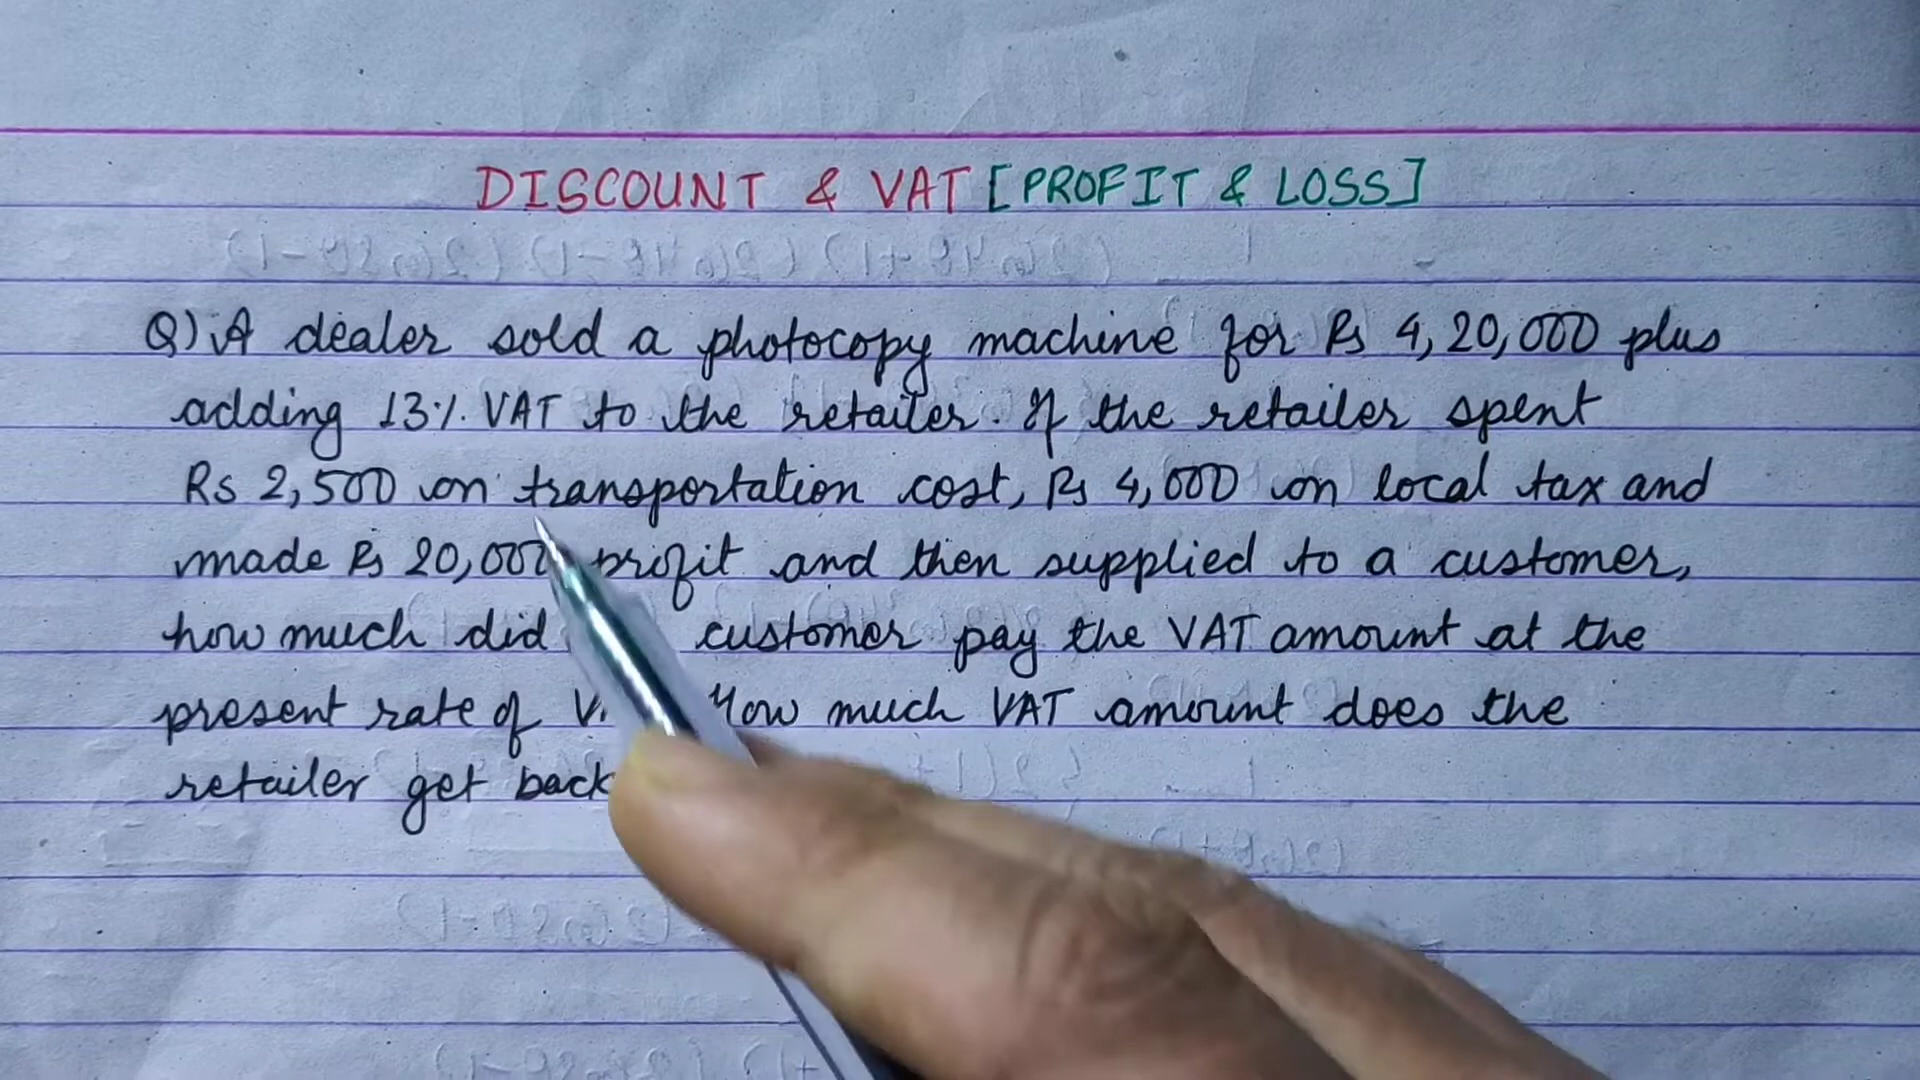 DISCOUNT & VAT [PROFIT & LOSS]
Q) A dealer sold a photocopy machine for Rs 4,20,000 plus
adding 13% VAT to the retailer. If the retailer spent
Rs 2,500 on transportation cost, Rs 4,000 on local tax and
made Rs 20,000 profit and then supplied to a customer,
how much did customer pay the VAT amount at the
present rate of How much VAT amount does the
retailer get back